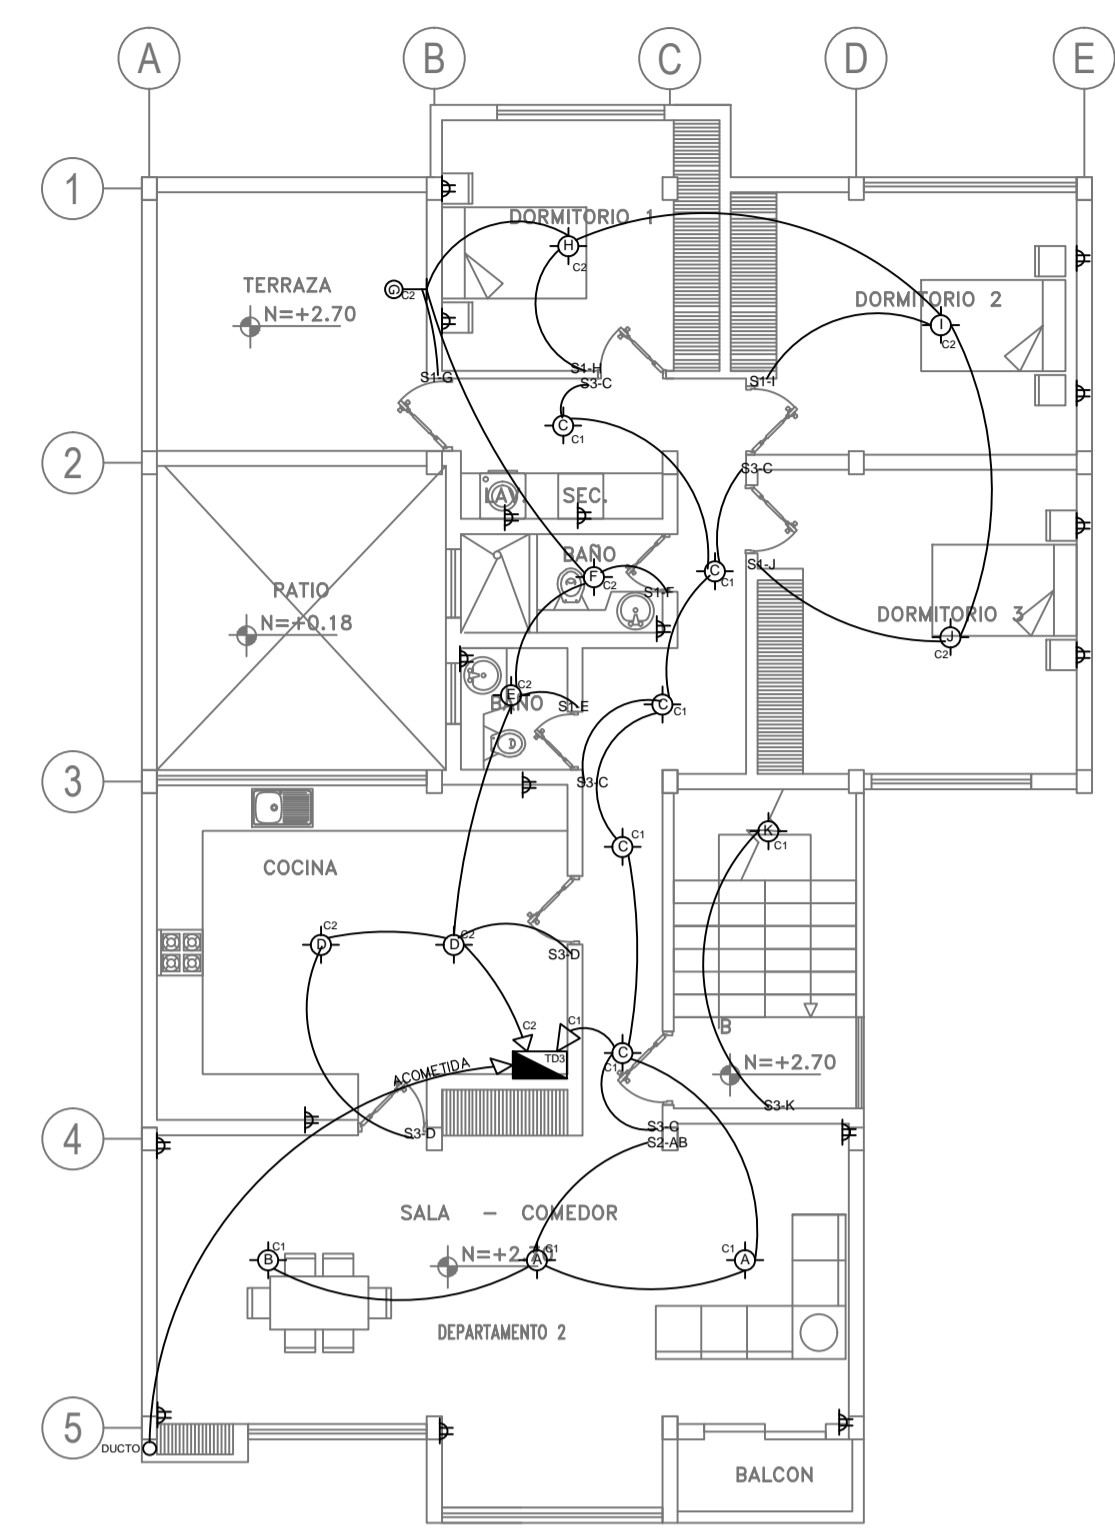 A B C D E
1
DORMITORIO 1
H
C2
TERRAZA
N=+2.70
G C2
DORMITORIO 2
I
C2
S1-G
S1-H
S3-C
S1-I
C
C1
2
S3-C
LAV.
SEC.
BAÑO
F
C2
S1-F
C
C1
S1-J
PATIO
N=+0.18
DORMITORIO 3
J
C2
C2
E
BAÑO
S1-E
C
C1
3
S3-C
K
C1
C1
C
COCINA
C2
D
C2
D
S3-D
C2
C1
TD3
B
C
C1
N=+2.70
ACOMETIDA
S3-K
4
S3-D
S3-C
S2-AB
SALA - COMEDOR
C1
B
N=+2.70
C1
A
C1
A
DEPARTAMENTO 2
5
DUCTO
BALCON